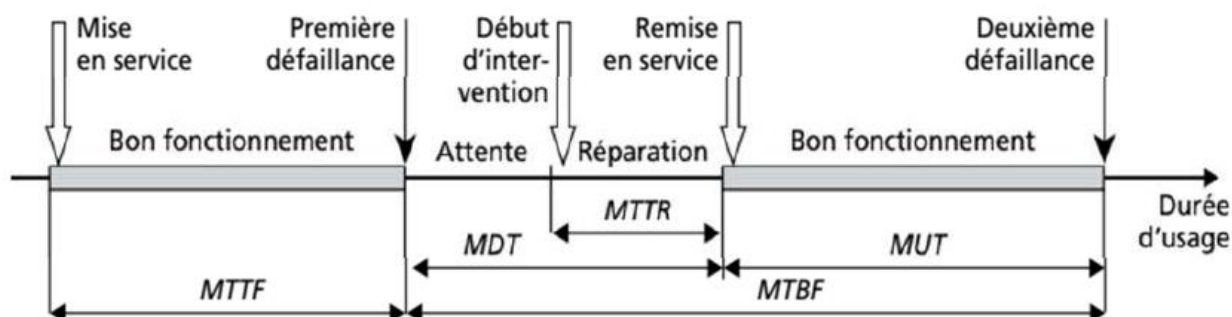 Mise
en service
Première
défaillance
Début
d'inter-
vention
Remise
en service
Deuxième
défaillance
Bon fonctionnement
Attente
Réparation
Bon fonctionnement
Durée
d'usage
MTTR
MDT
MUT
MTTF
MTBF